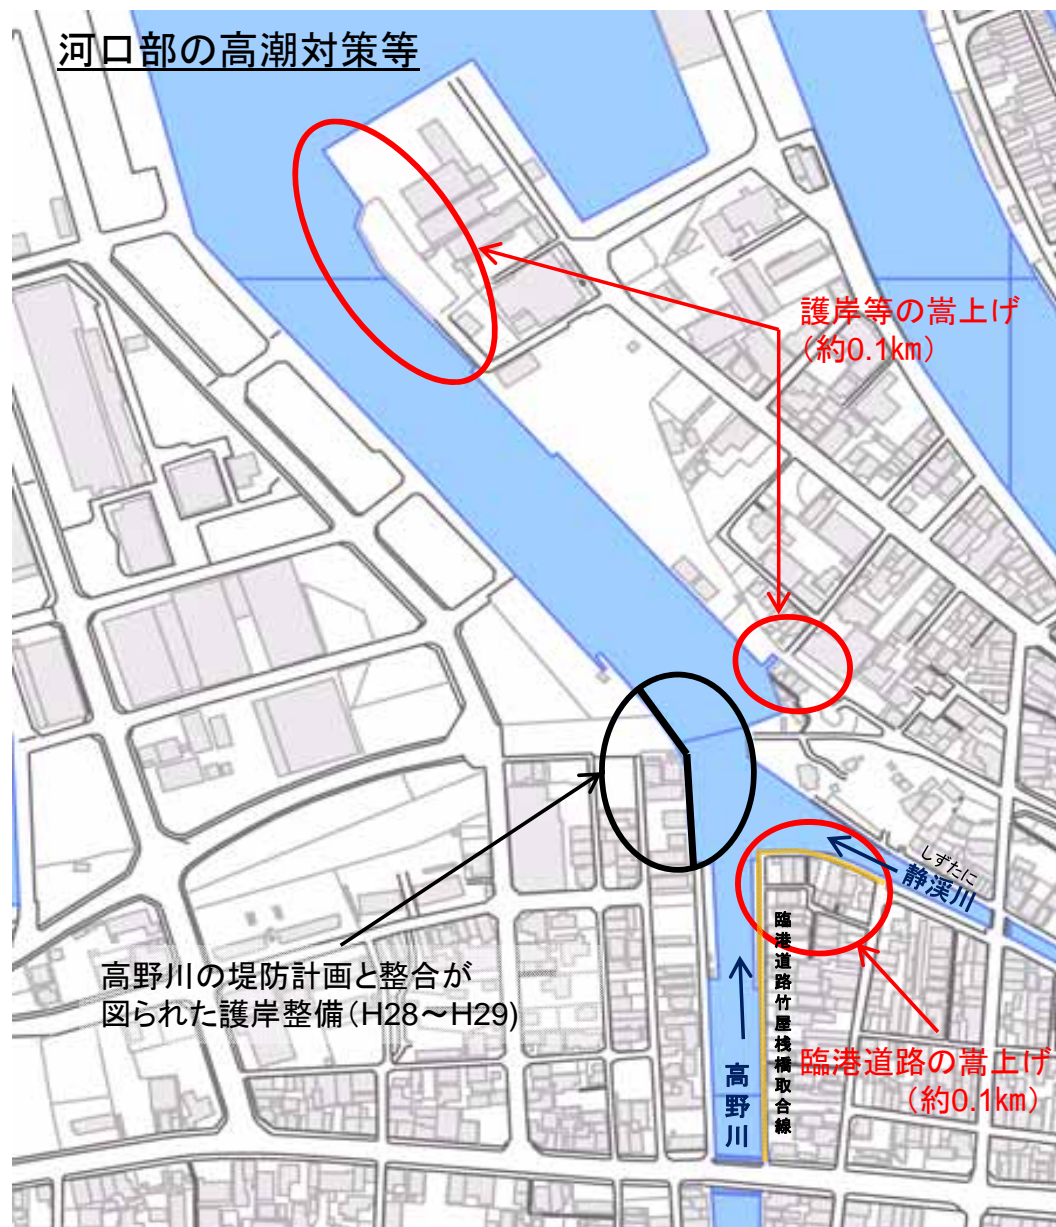 河口部の高潮対策等
護岸等の嵩上げ
（約0.1km）
しずたに
静渓川
臨港道路竹屋桟橋取合線
高野川の堤防計画と整合が
図られた護岸整備（H28～H29)
高野川
臨港道路の嵩上げ
（約0.1km）